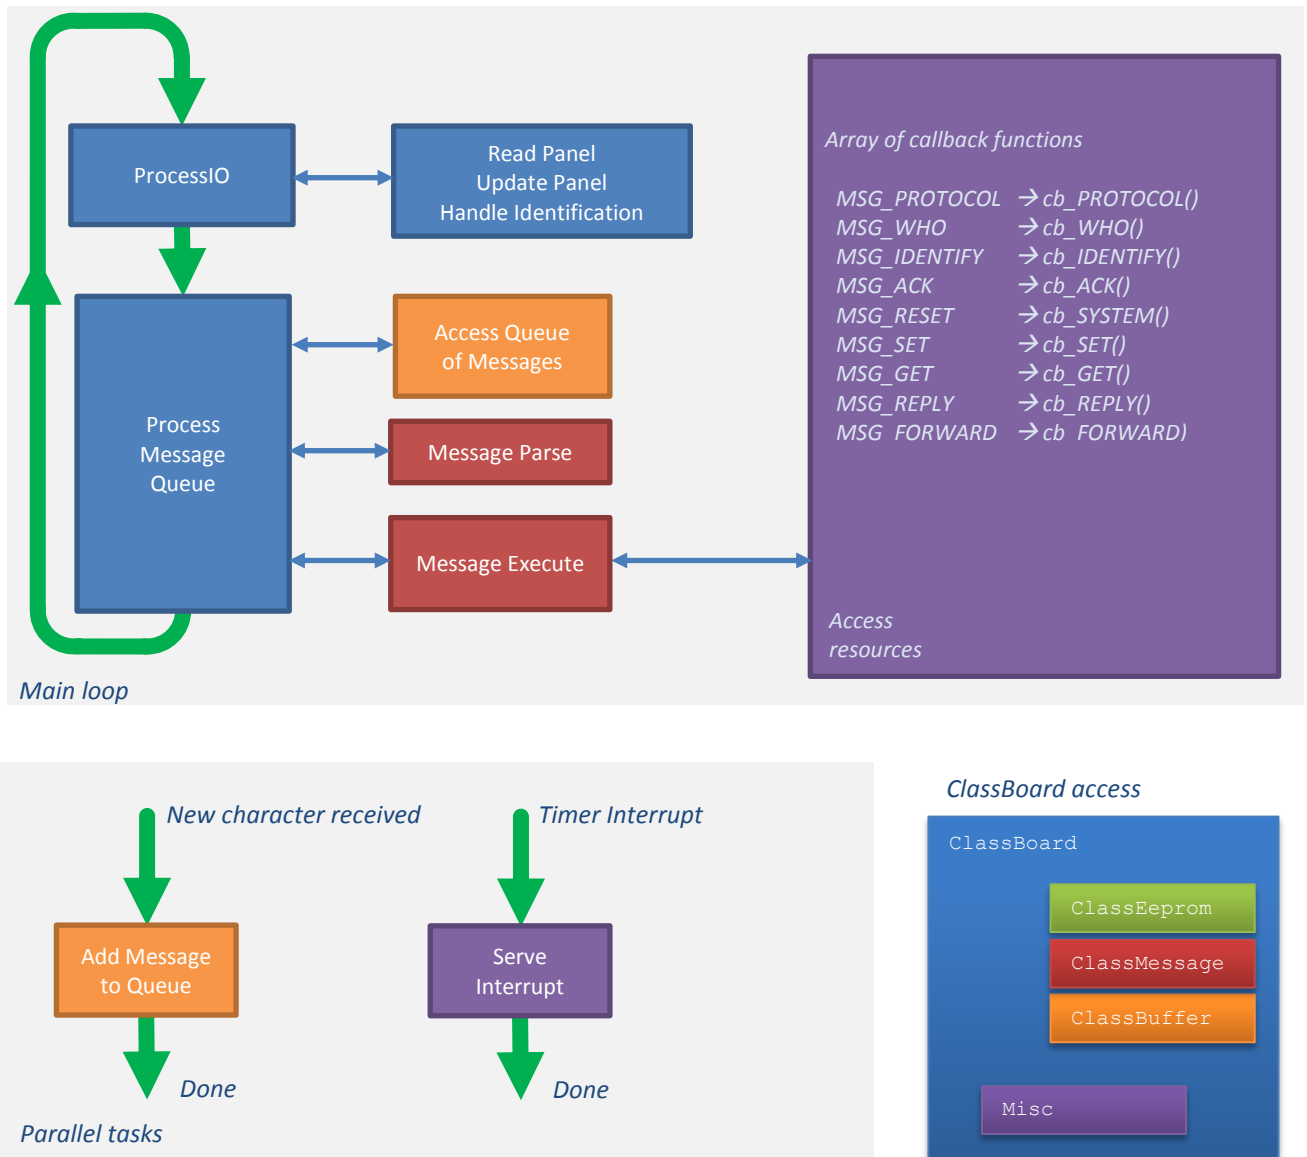 ProcessIO
Read Panel
Update Panel
Handle Identification
Process
Message
Queue
Access Queue
of Messages
Message Parse
Message Execute
Array of callback functions
MSG_PROTOCOL → cb_PROTOCOL()
MSG_WHO → cb_WHO()
MSG_IDENTIFY → cb_IDENTIFY()
MSG_ACK → cb_ACK()
MSG_RESET → cb_SYSTEM()
MSG_SET → cb_SET()
MSG_GET → cb_GET()
MSG_REPLY → cb_REPLY()
MSG_FORWARD → cb_FORWARD)
Access
resources
Main loop
New character received
Add Message
to Queue
Done
Timer Interrupt
Serve
Interrupt
Done
Parallel tasks
ClassBoard access
ClassBoard
ClassEeprom
ClassMessage
ClassBuffer
Misc